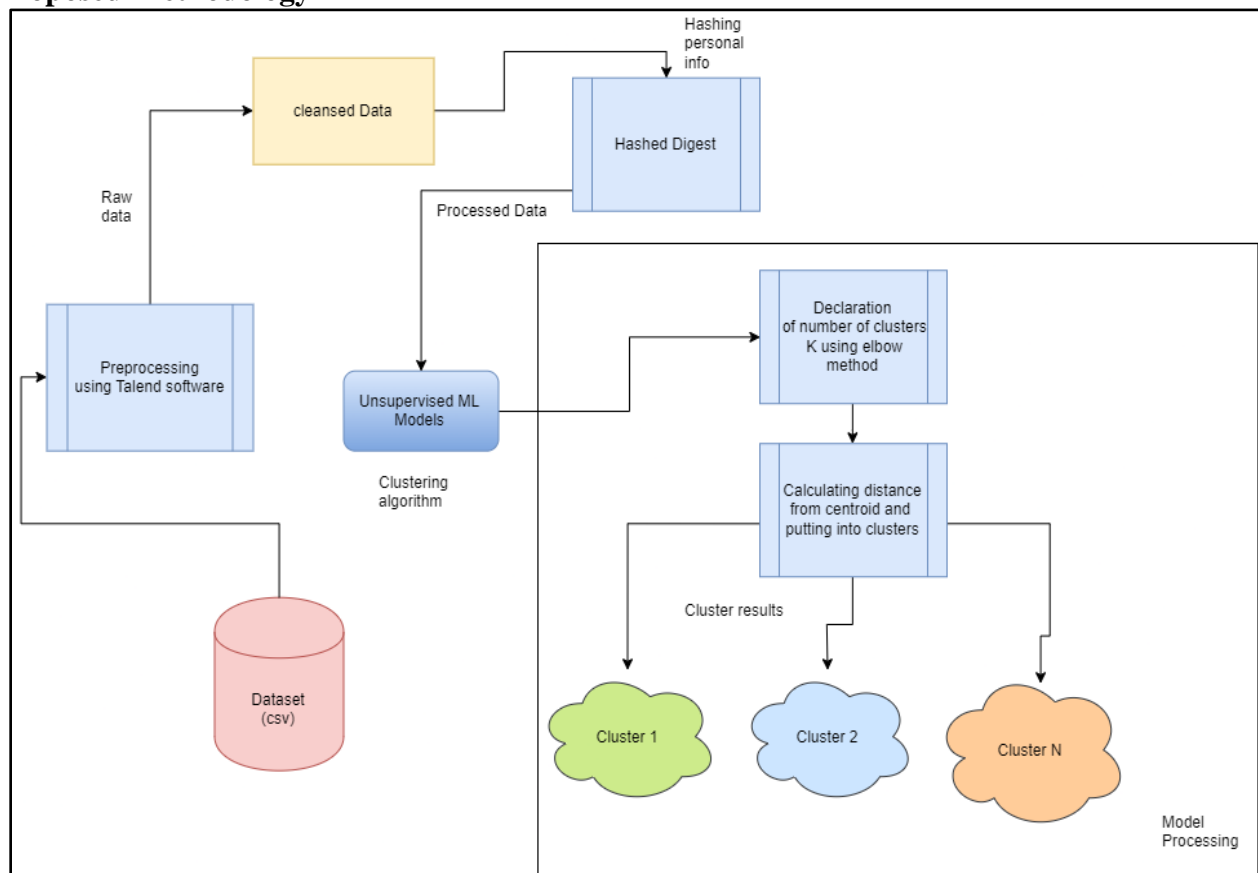 Methodology
Hashing
personal
info
cleansed Data
Hashed Digest
Raw
data
Processed Data
Declaration
of number of clusters
K using elbow
method
Preprocessing
using Talend software
Unsupervised ML
Models
Clustering
algorithm
Calculating distance
from centroid and
putting into clusters
Cluster results
Dataset
(csv)
Cluster 1
Cluster 2
Cluster N
Model
Processing